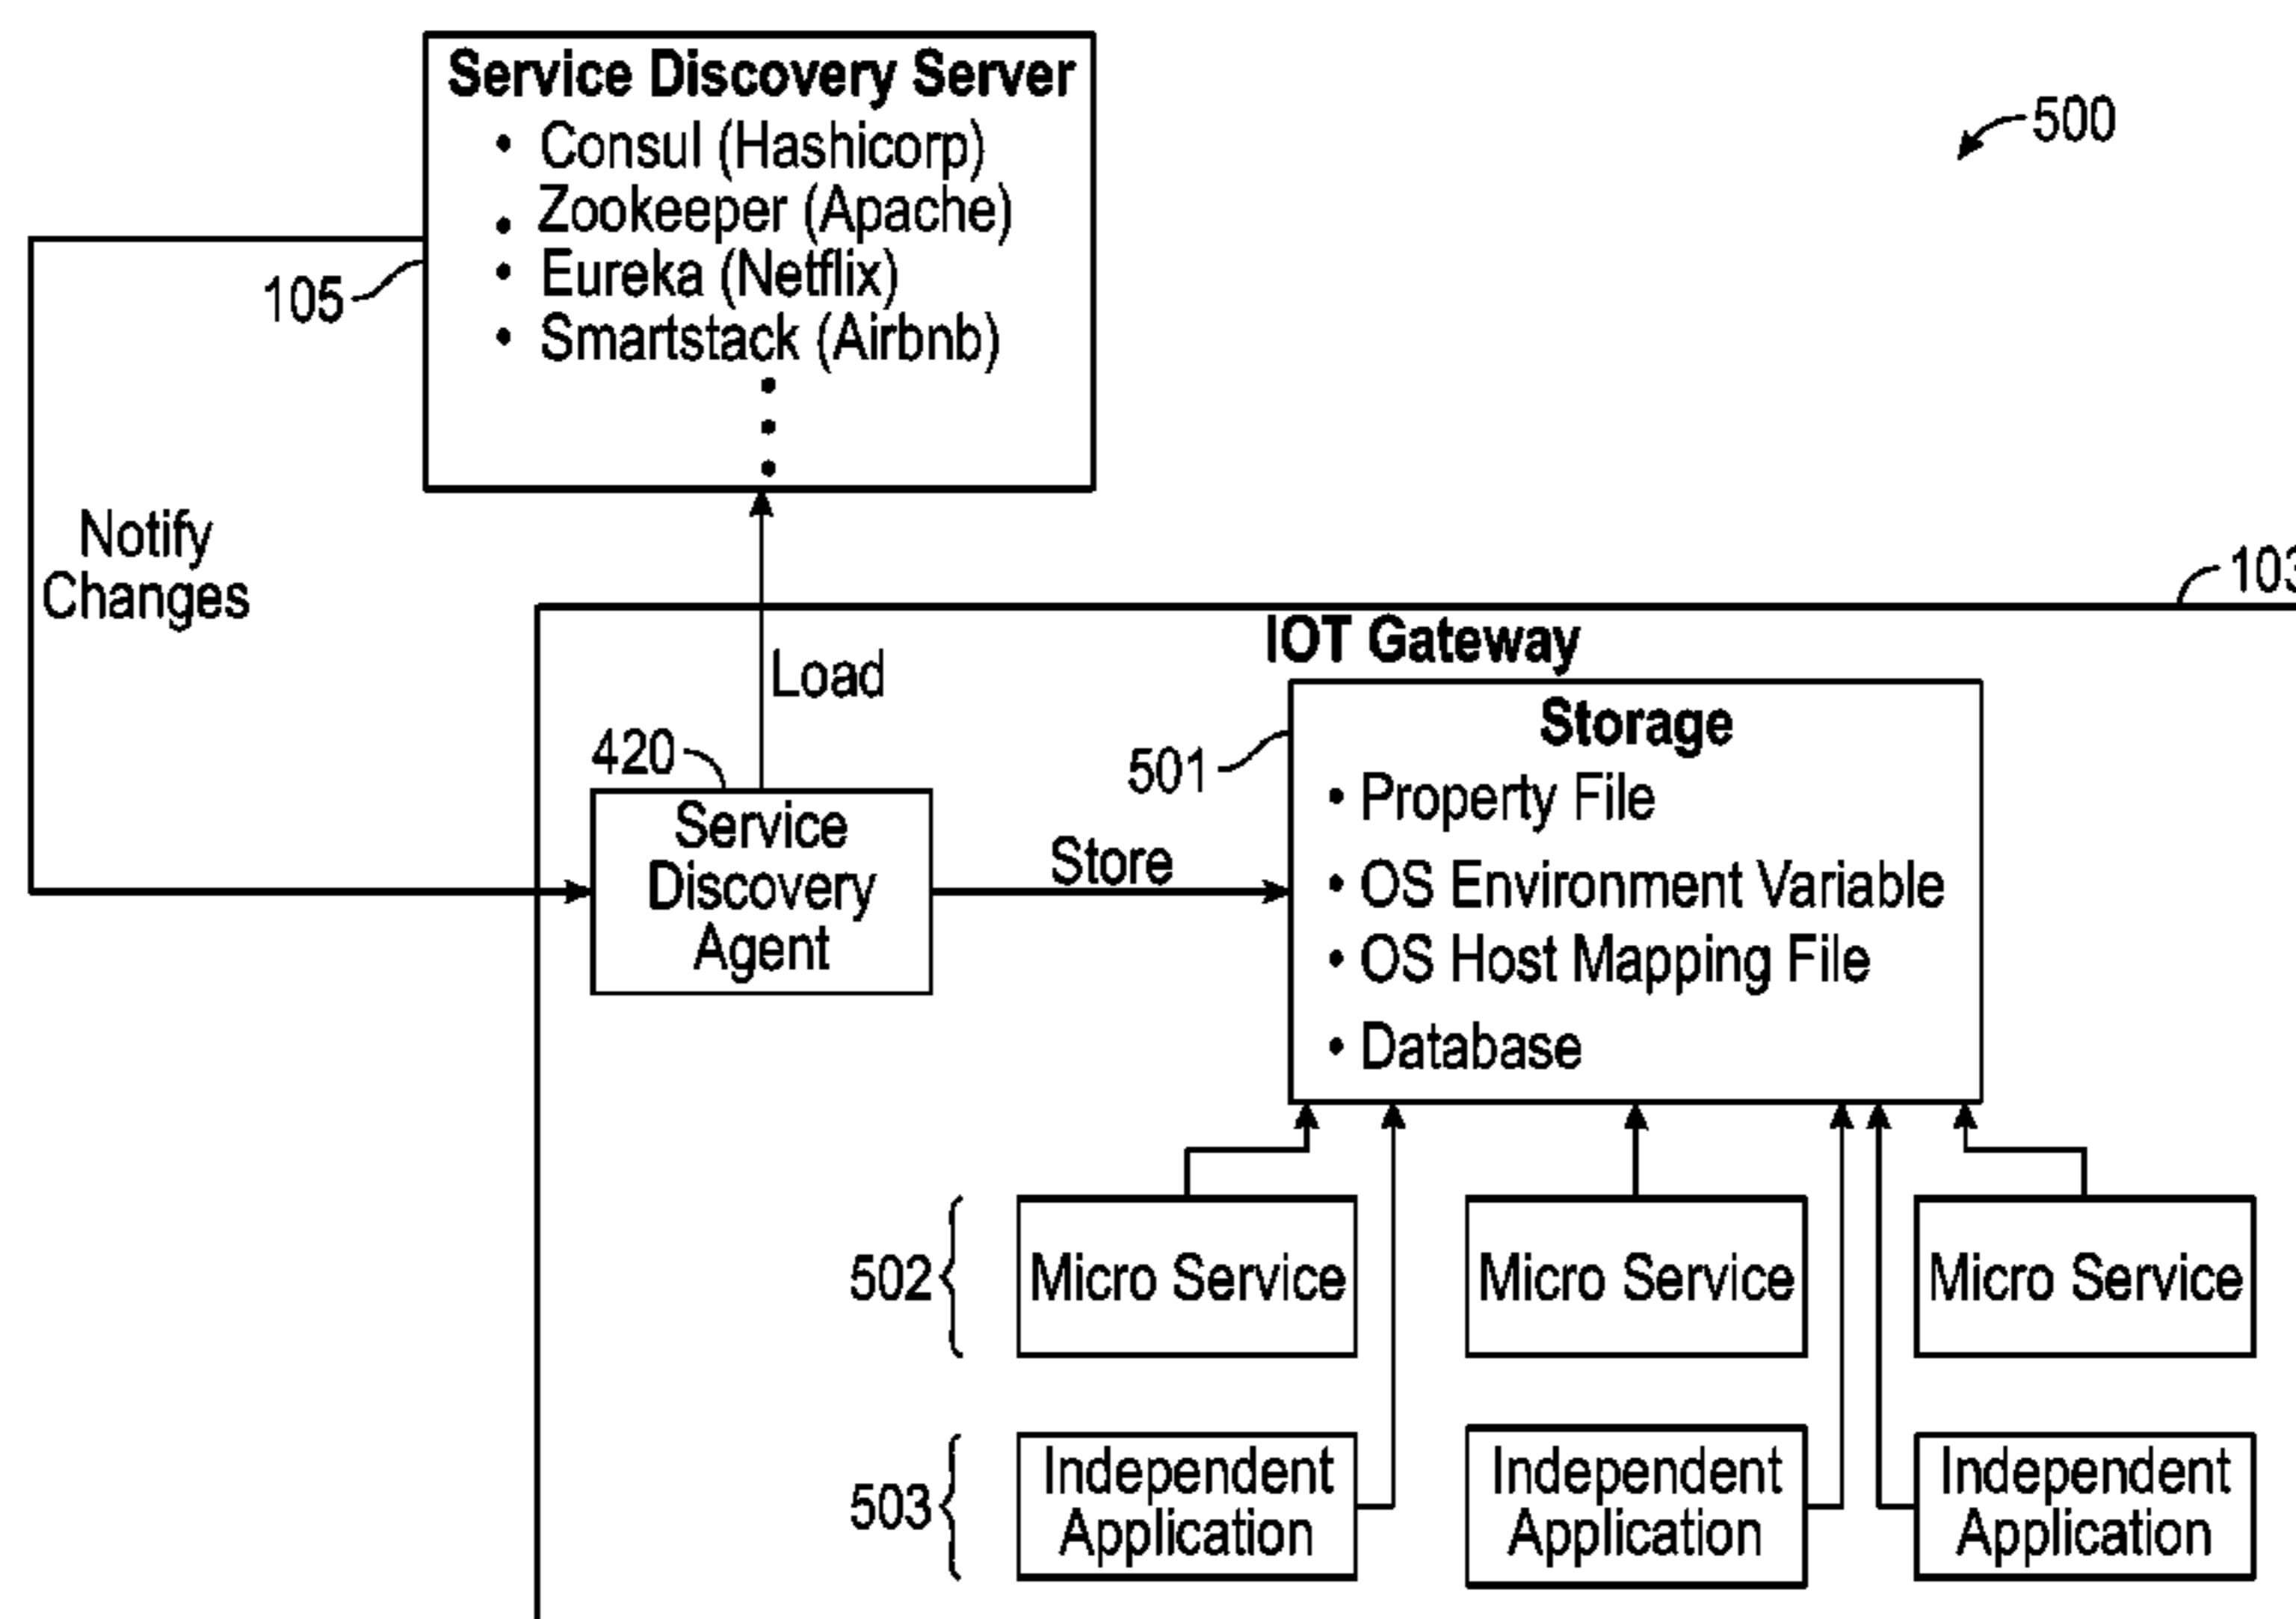 Service Discovery Server
• Consul (Hashicorp)
• Zookeeper (Apache)
• Eureka (Netflix)
• Smartstack (Airbnb)
500
105
Notify
Changes
103
IOT Gateway
Load
420
Service
Discovery
Agent
Store
501
Storage
• Property File
• OS Environment Variable
• OS Host Mapping File
• Database
502
Micro Service
Micro Service
Micro Service
503
Independent
Application
Independent
Application
Independent
Application